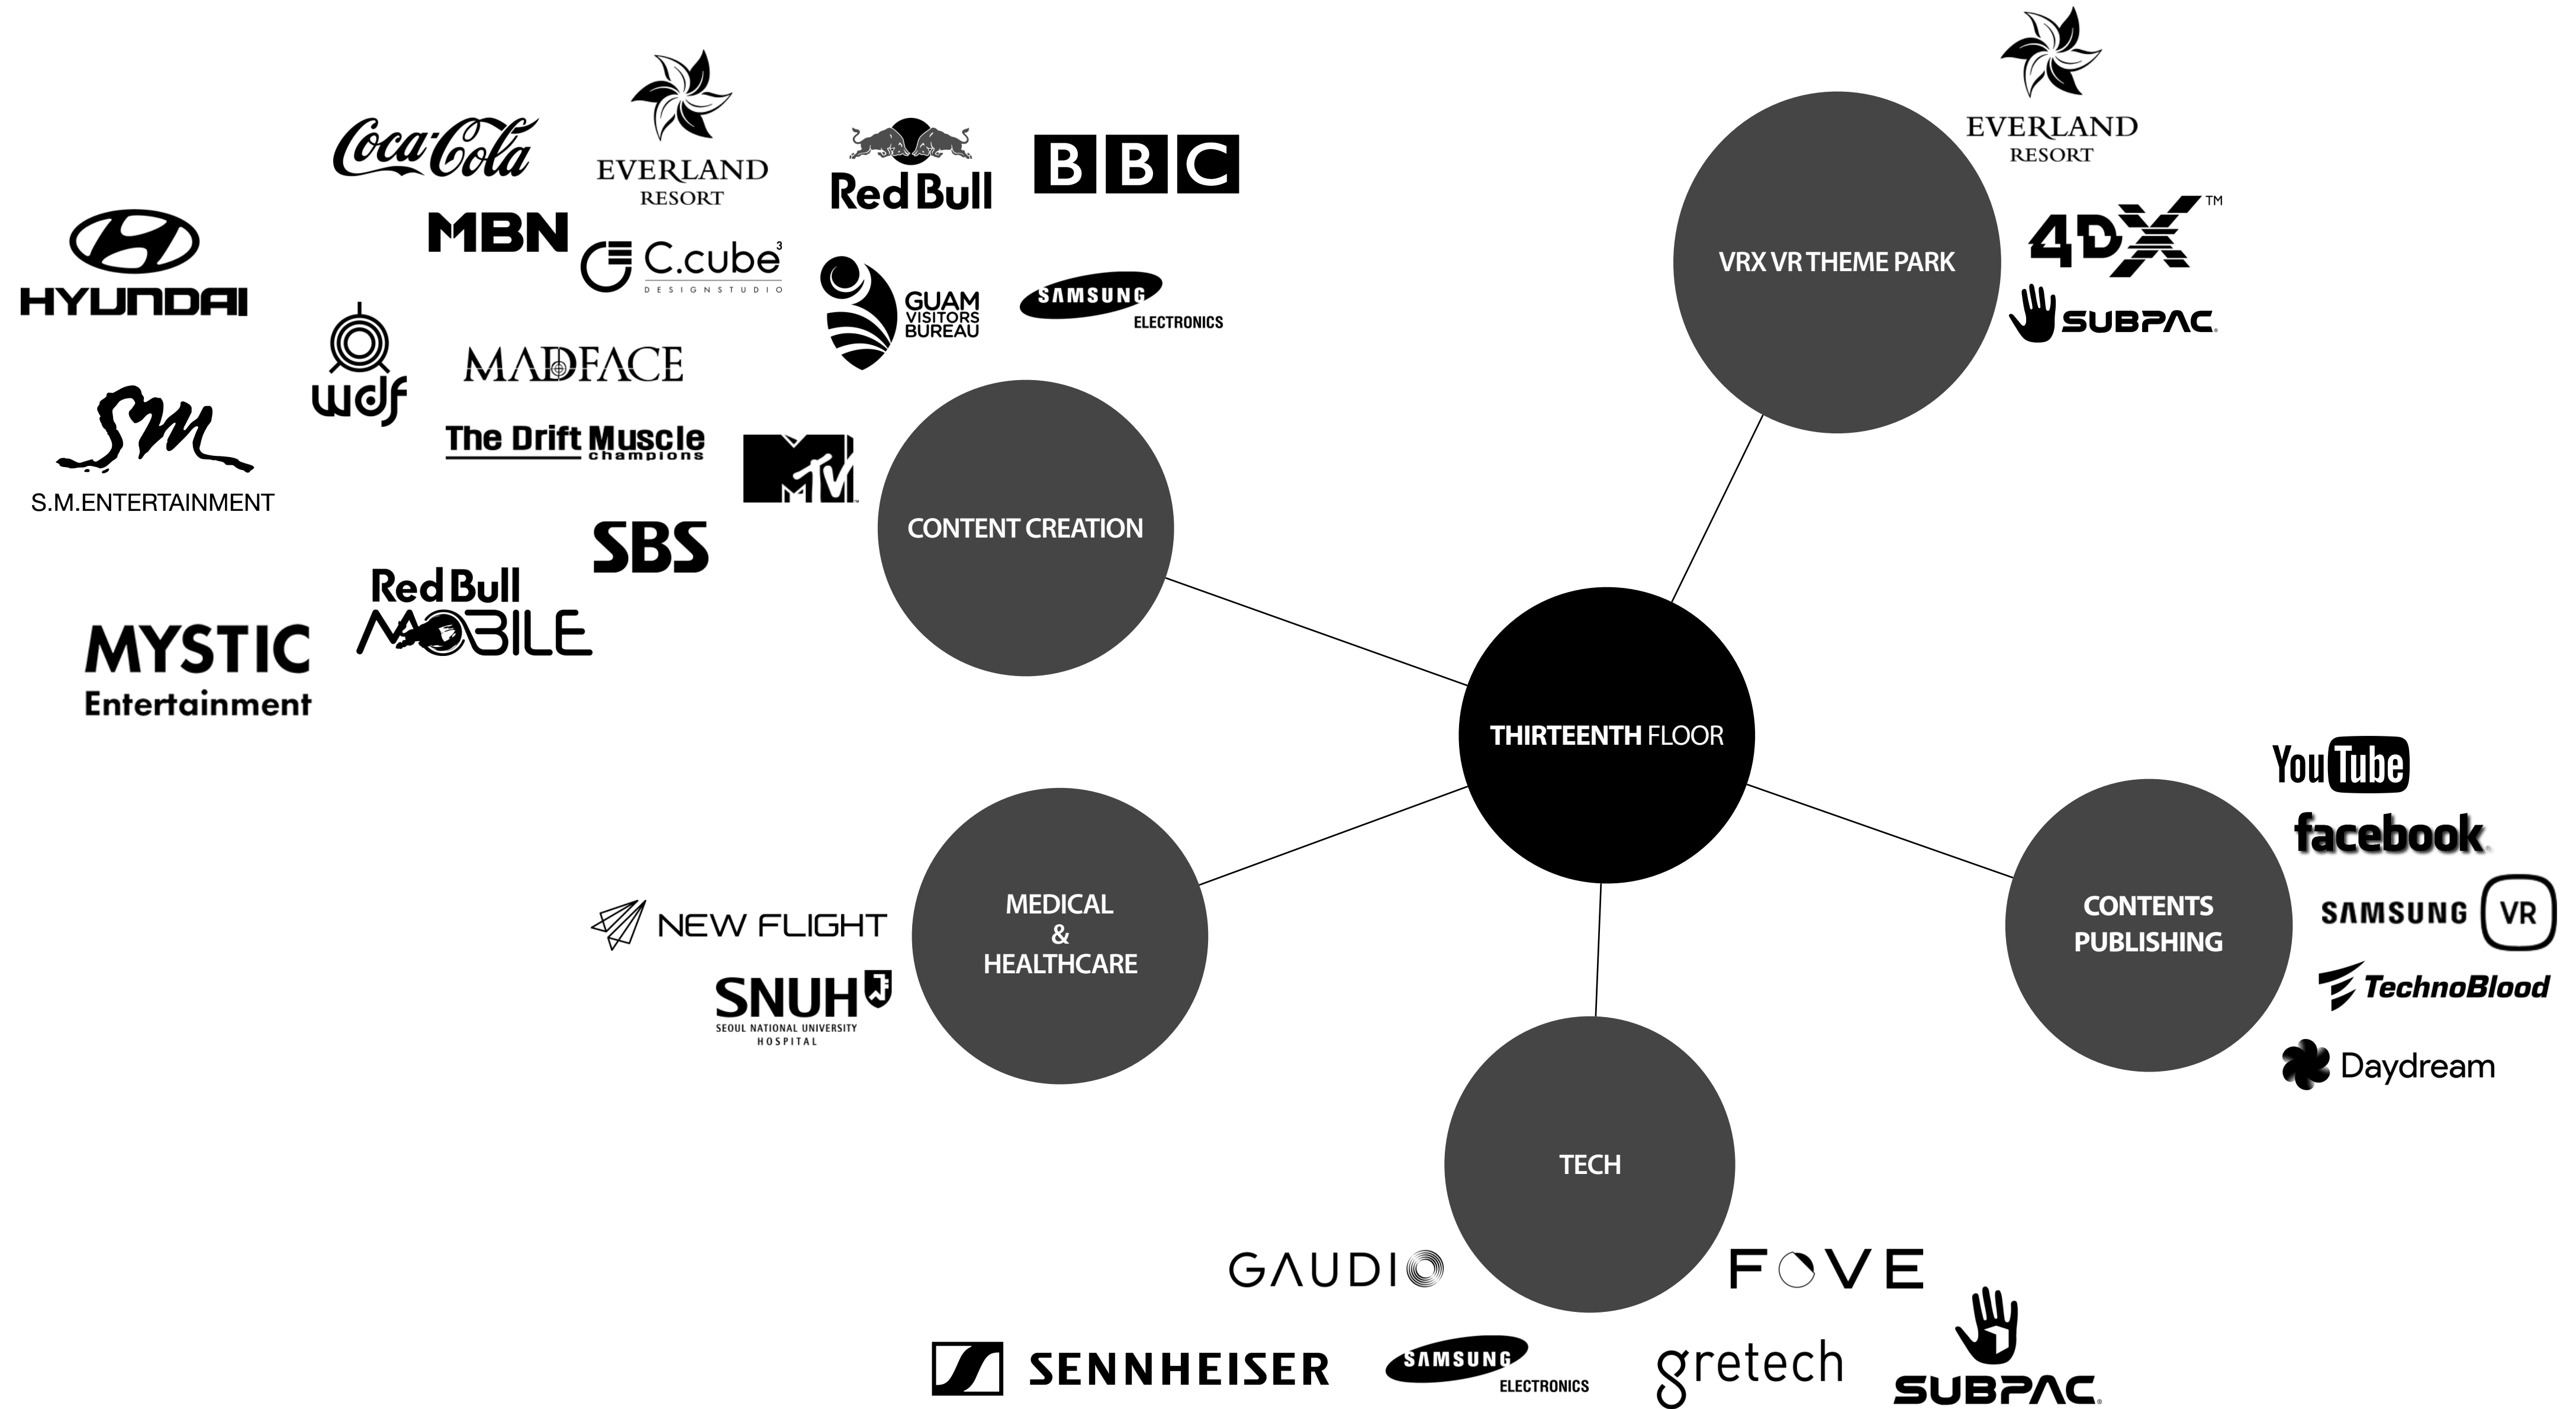 Coca-Cola
EVERLAND
RESORT
Red Bull
BBC
HYUNDAI
MBN
C.cube3
DESIGNSTUDIO
GUAM
VISITORS
BUREAU
SAMSUNG
ELECTRONICS
wdf
MADFACE
SM
S.M.ENTERTAINMENT
The Drift Muscle
champions
MTV
SBS
Red Bull
MOBILE
MYSTIC
Entertainment
CONTENT CREATION
EVERLAND
RESORT
VRX VR THEME PARK
4DX™
SUBPAC®
THIRTEENTH FLOOR
NEW FLIGHT
SNUH
SEOUL NATIONAL UNIVERSITY
HOSPITAL
MEDICAL
&
HEALTHCARE
YouTube
facebook®
SAMSUNG VR
TechnoBlood
Daydream
CONTENTS
PUBLISHING
TECH
GAUDIO
FOVE
SENNHEISER
SAMSUNG
ELECTRONICS
gretech
SUBPAC®